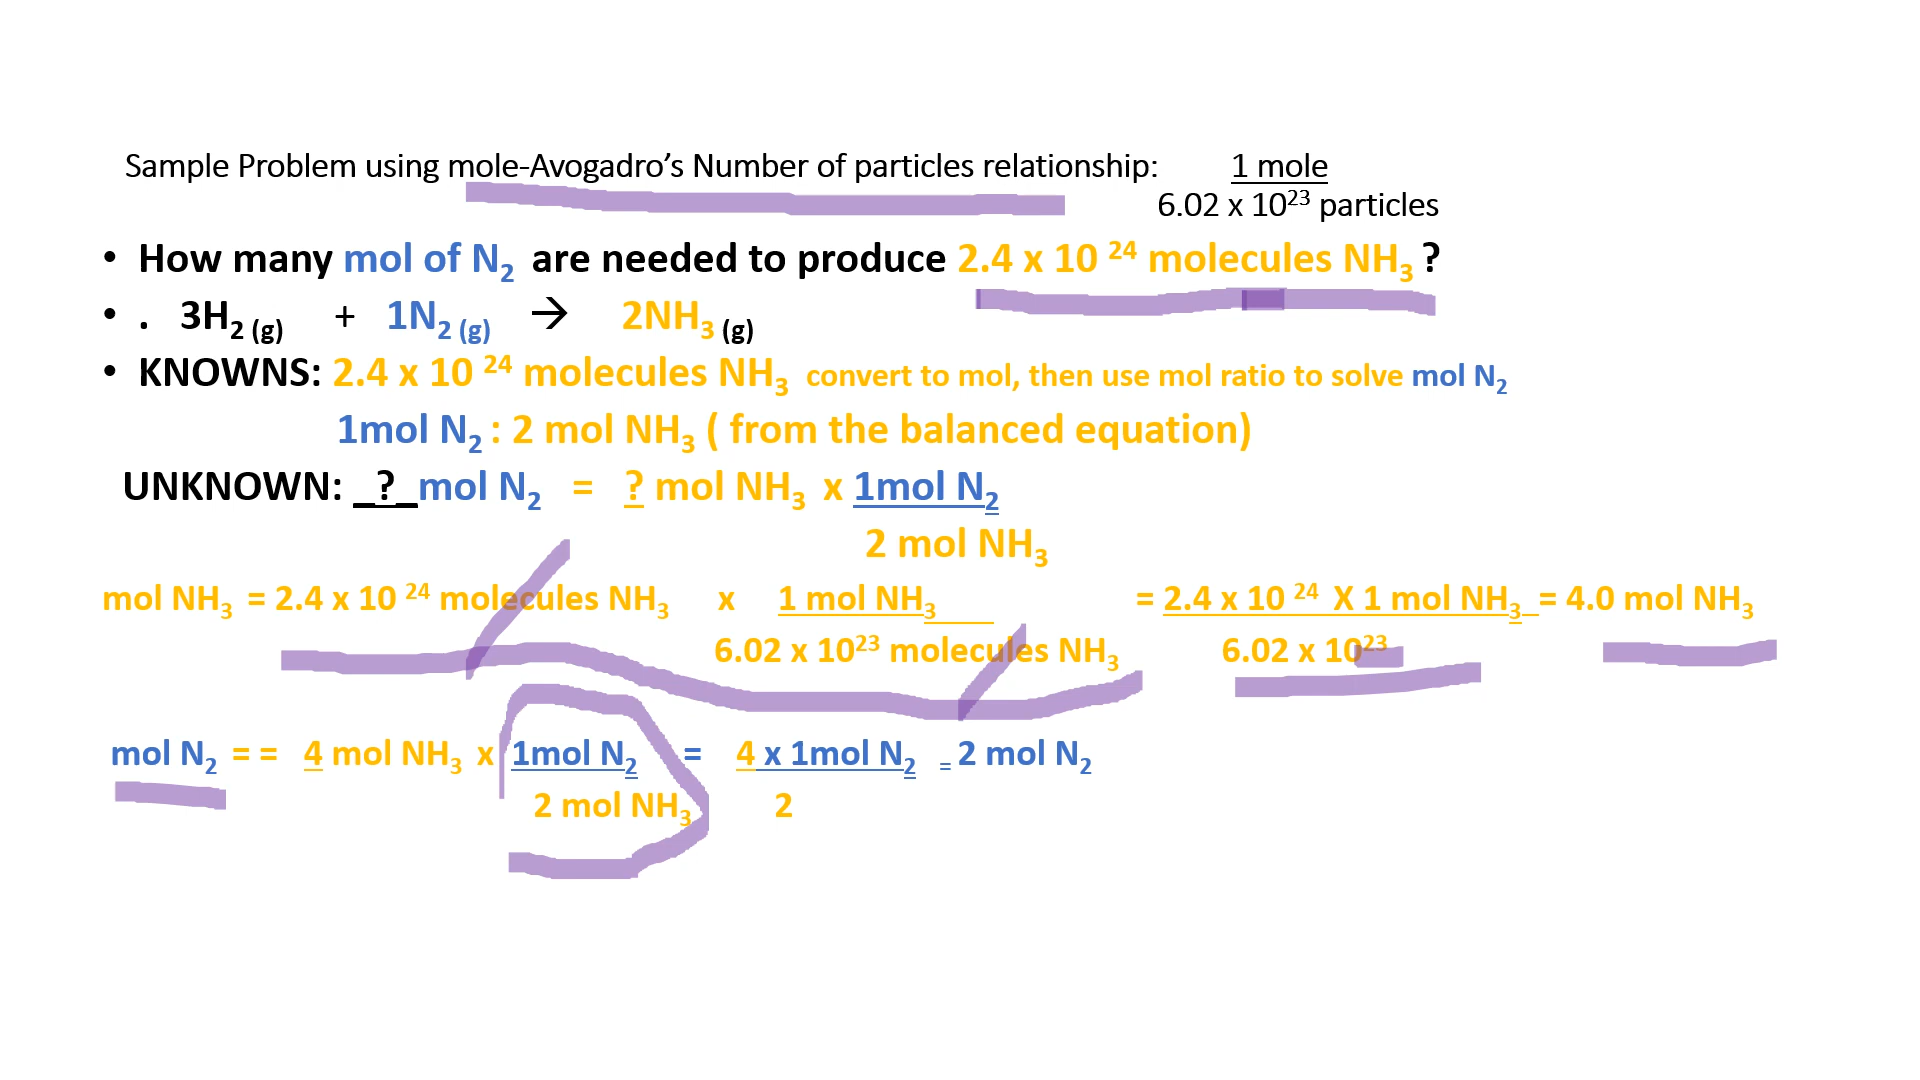 Sample Problem using mole-Avogadro’s Number of particles relationship: 1 mole
6.02 x 10²³ particles
• How many mol of N₂ are needed to produce 2.4 x 10 ²⁴ molecules NH₃ ?
• . 3H₂ (g) + 1N₂ (g) → 2NH₃ (g)
• KNOWNS: 2.4 x 10 ²⁴ molecules NH₃ convert to mol, then use mol ratio to solve mol N₂
1mol N₂ : 2 mol NH₃ ( from the balanced equation)
UNKNOWN: _?_mol N₂ = ? mol NH₃ x 1mol N₂
2 mol NH₃
mol NH₃ = 2.4 x 10 ²⁴ molecules NH₃ x 1 mol NH₃ = 2.4 x 10 ²⁴ X 1 mol NH₃ = 4.0 mol NH₃
6.02 x 10²³ molecules NH₃ 6.02 x 10²³
mol N₂ = = 4 mol NH₃ x 1mol N₂ = 4 x 1mol N₂ = 2 mol N₂
2 mol NH₃ 2